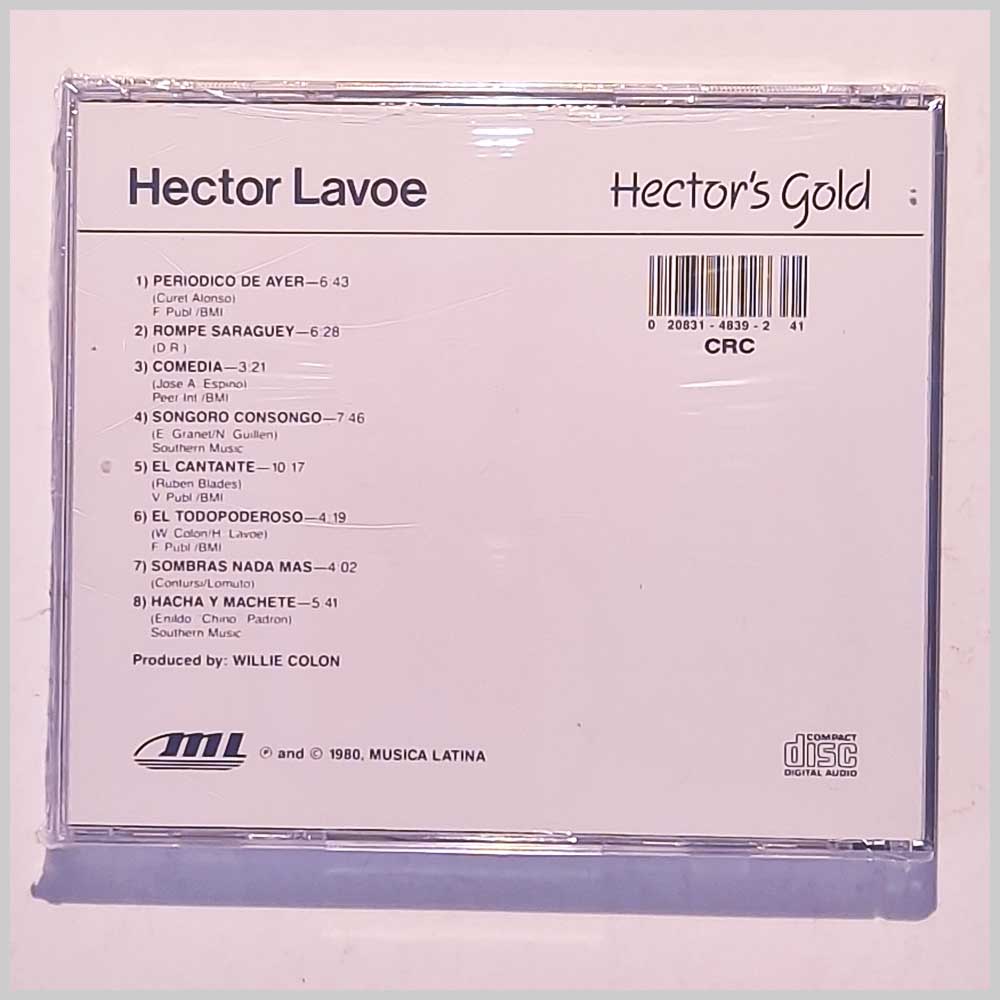 Hector Lavoe
Hector's Gold
1) PERIODICO DE AYER—6:43
(Curet Alonso)
F. Publ./BMI
2) ROMPE SARAGUEY—6:28
(D.R.)
3) COMEDIA—3:21
(Jose A. Espino)
Peer Int./BMI
4) SONGORO CONSONGO—7:46
(E. Granet/N. Guillen)
Southern Music
5) EL CANTANTE—10:17
(Ruben Blades)
V. Publ./BMI
6) EL TODOPODEROSO—4:19
(W. Colon/H. Lavoe)
F. Publ./BMI
7) SOMBRAS NADA MAS—4:02
(Contursi/Lomuto)
8) HACHA Y MACHETE—5:41
(Enildo "Chino" Padron)
Southern Music
Produced by: WILLIE COLON
0 20831-4839-2 41
CRC
ML
℗ and © 1980, MUSICA LATINA
COMPACT
disc
DIGITAL AUDIO